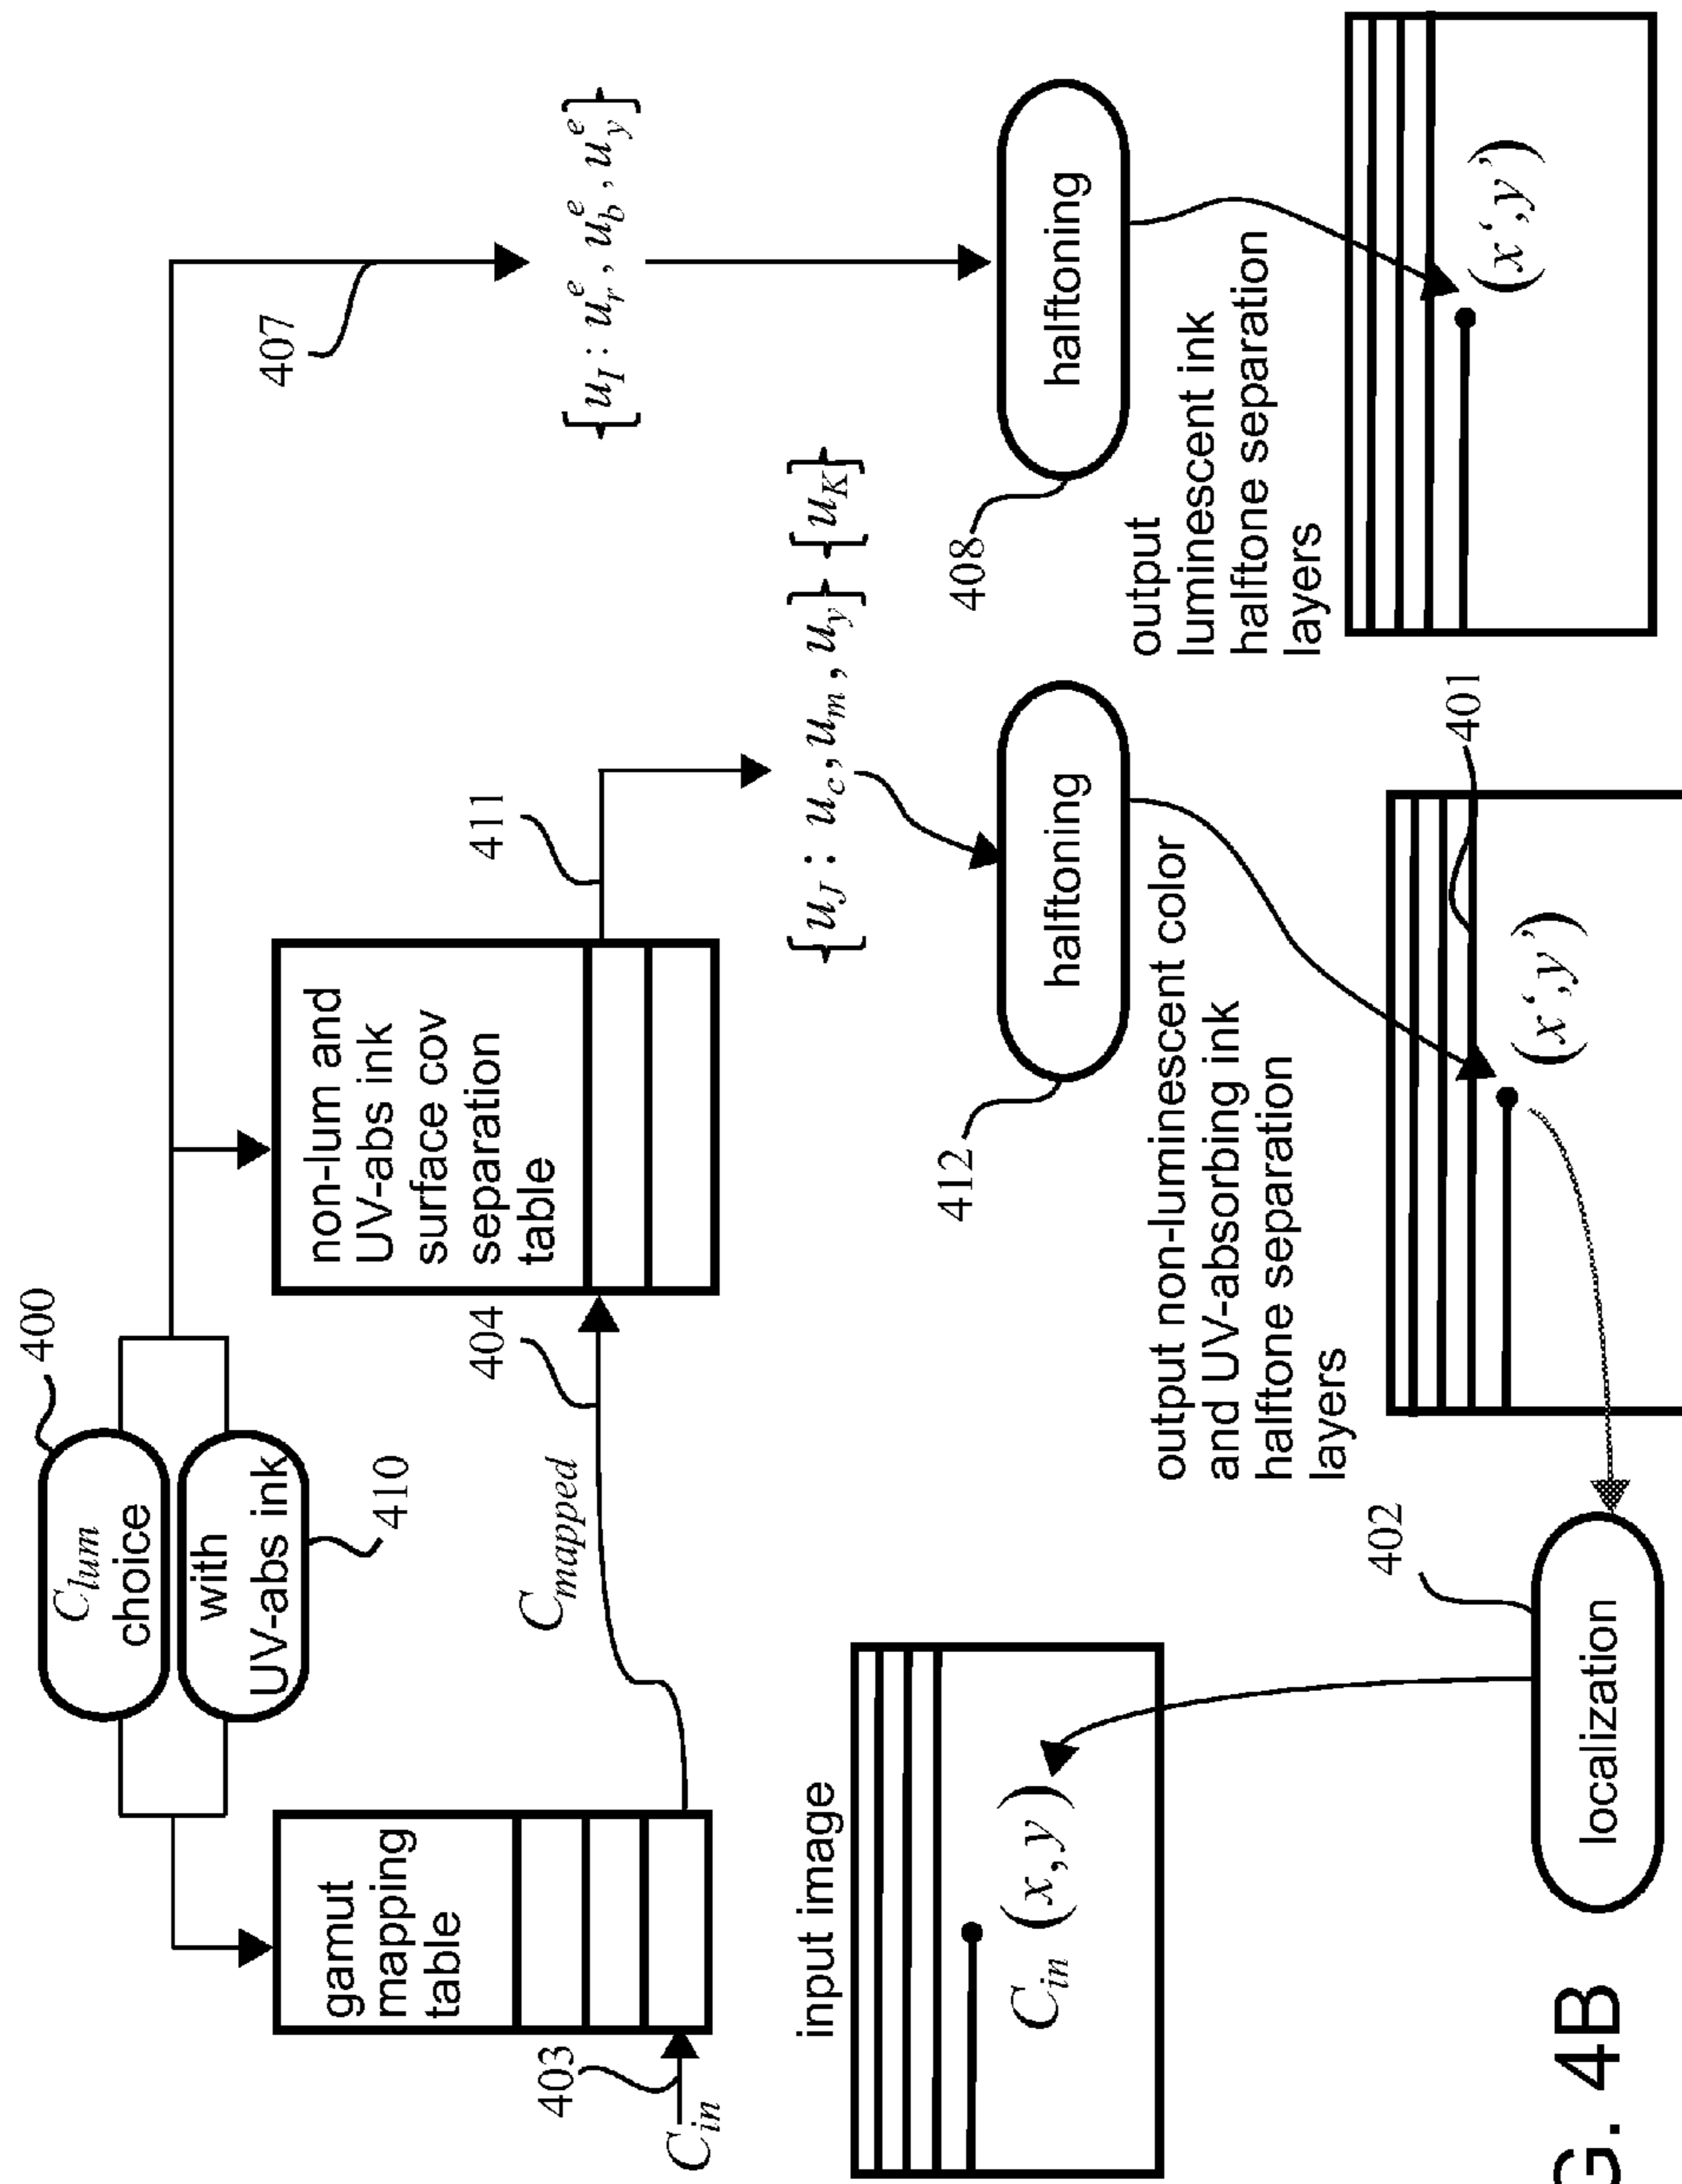 400
C_lum
choice
with
UV-abs ink
410
gamut
mapping
table
403
C_in
C_mapped
404
non-lum and
UV-abs ink
surface cov
separation
table
411
407
{u_J : u_c, u_m, u_y} {u_K}
{u_I : u_r^e, u_b^e, u_y^e}
halftoning
412
halftoning
408
input image
C_in (x,y)
output non-luminescent color
and UV-absorbing ink
halftone separation
layers
401
(x‘,y’)
output
luminescent ink
halftone separation
layers
(x‘,y’)
402
localization
G. 4B